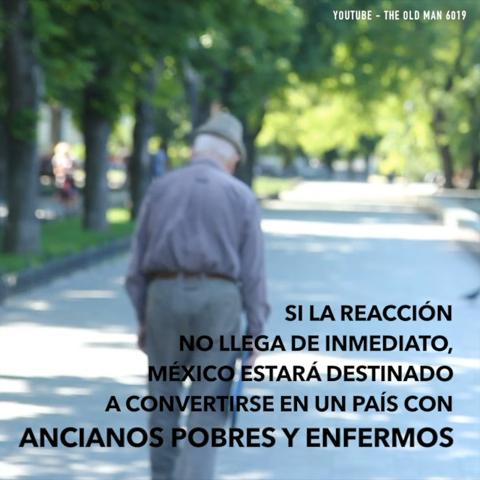 YOUTUBE - THE OLD MAN 6019
SI LA REACCIÓN
NO LLEGA DE INMEDIATO,
MÉXICO ESTARÁ DESTINADO
A CONVERTIRSE EN UN PAÍS CON
ANCIANOS POBRES Y ENFERMOS